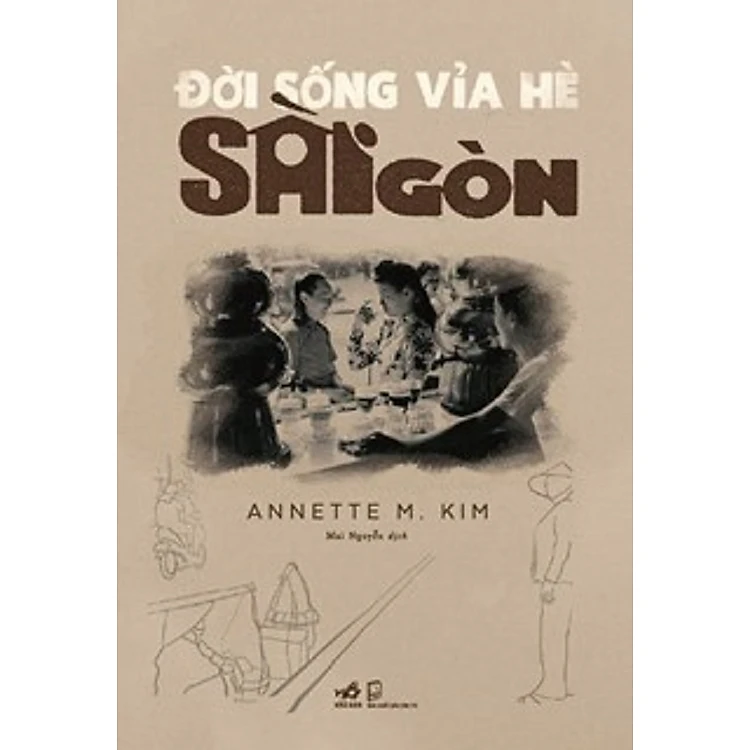 ĐỜI SỐNG VỈA HÈ
SÀIGÒN
ANNETTE M. KIM
Mai Nguyễn dịch